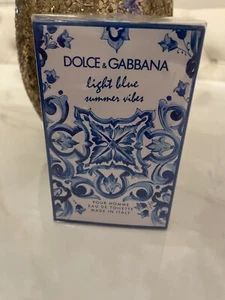 DOLCE & GABBANA
light blue
summer vibes
POUR HOMME
EAU DE TOILETTE
MADE IN ITALY